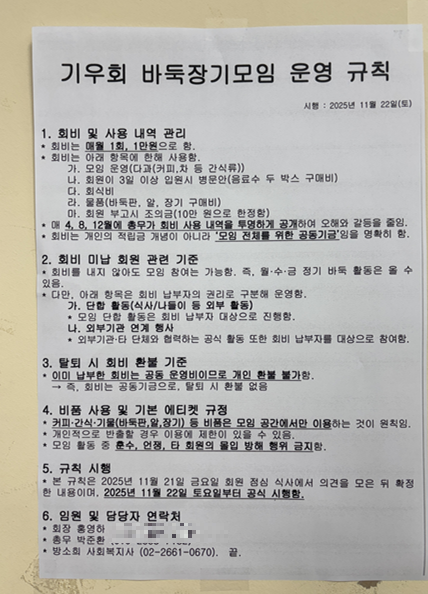 기우회 바둑장기모임 운영 규칙
시행 : 2025년 11월 22일(토)
1. 회비 및 사용 내역 관리
* 회비는 매월 1회, 1만원으로 함.
* 회비는 아래 항목에 한해 사용함.
가. 모임 운영(다과(커피,차 등 간식류))
나. 회원이 3일 이상 입원시 병문안(음료수 두 박스 구매비)
다. 회식비
라. 물품(바둑판, 알, 장기 구매비)
마. 회원 부고시 조의금(10만 원으로 한정함)
* 매 4, 8, 12월에 총무가 회비 사용 내역을 투명하게 공개하여 오해와 갈등을 줄임.
* 회비는 개인의 적립금 개념이 아니라 '모임 전체를 위한 공동기금'임을 명확히 함.
2. 회비 미납 회원 관련 기준
* 회비를 내지 않아도 모임 참여는 가능함. 즉, 월·수·금 정기 바둑 활동은 올 수
있음.
* 다만, 아래 항목은 회비 납부자의 권리로 구분해 운영함.
가. 단합 활동(식사/나들이 등 외부 활동)
* 모임 단합 활동은 회비 납부자 대상으로 진행함.
나. 외부기관 연계 행사
* 외부기관·타 단체와 협력하는 공식 활동 또한 회비 납부자를 대상으로 참여함.
3. 탈퇴 시 회비 환불 기준
* 이미 납부한 회비는 공동 운영비이므로 개인 환불 불가함.
→ 즉, 회비는 공동기금으로, 탈퇴 시 환불 없음
4. 비품 사용 및 기본 에티켓 규정
* 커피·간식·기물(바둑판,알,장기) 등 비품은 모임 공간에서만 이용하는 것이 원칙임.
* 개인적으로 반출할 경우 이용에 제한이 있을 수 있음.
* 모임 활동 중 훈수, 언쟁, 타 회원의 몰입 방해 행위 금지함.
5. 규칙 시행
* 본 규칙은 2025년 11월 21일 금요일 회원 점심 식사에서 의견을 모은 뒤 확정
한 내용이며, 2025년 11월 22일 토요일부터 공식 시행함.
6. 임원 및 담당자 연락처
* 회장 홍영하
* 총무 박준환
* 방소희 사회복지사 (02-2661-0670). 끝.